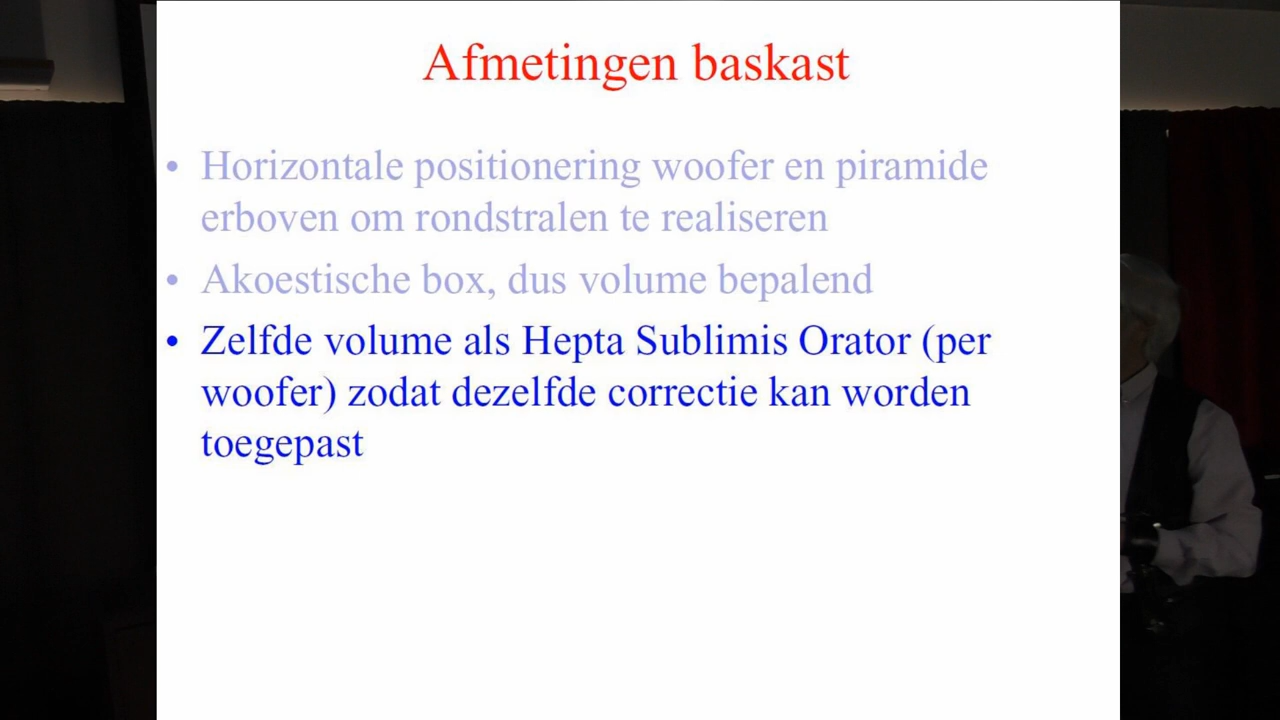 Afmetingen baskast
• Horizontale positionering woofer en piramide
erboven om rondstralen te realiseren
• Akoestische box, dus volume bepalend
• Zelfde volume als Hepta Sublimis Orator (per
woofer) zodat dezelfde correctie kan worden
toegepast